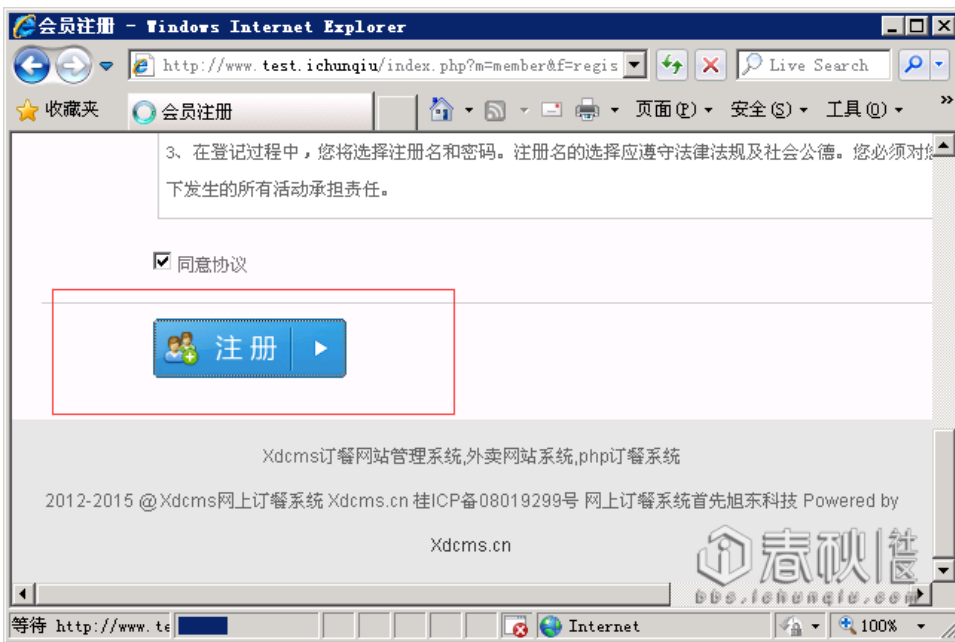 会员注册 - Windows Internet Explorer
http://www.test.ichunqiu/index.php?m=member&f=regis
Live Search
收藏夹
会员注册
页面(P)
安全(S)
工具(O)
»
3、在登记过程中，您将选择注册名和密码。注册名的选择应遵守法律法规及社会公德。您必须对您
下发生的所有活动承担责任。
同意协议
注册
Xdcms订餐网站管理系统,外卖网站系统,php订餐系统
2012-2015 @Xdcms网上订餐系统 Xdcms.cn 桂ICP备08019299号 网上订餐系统首先旭东科技 Powered by
Xdcms.cn
春秋社区
bbs.ichunqiu.com
等待 http://www.te
Internet
100%